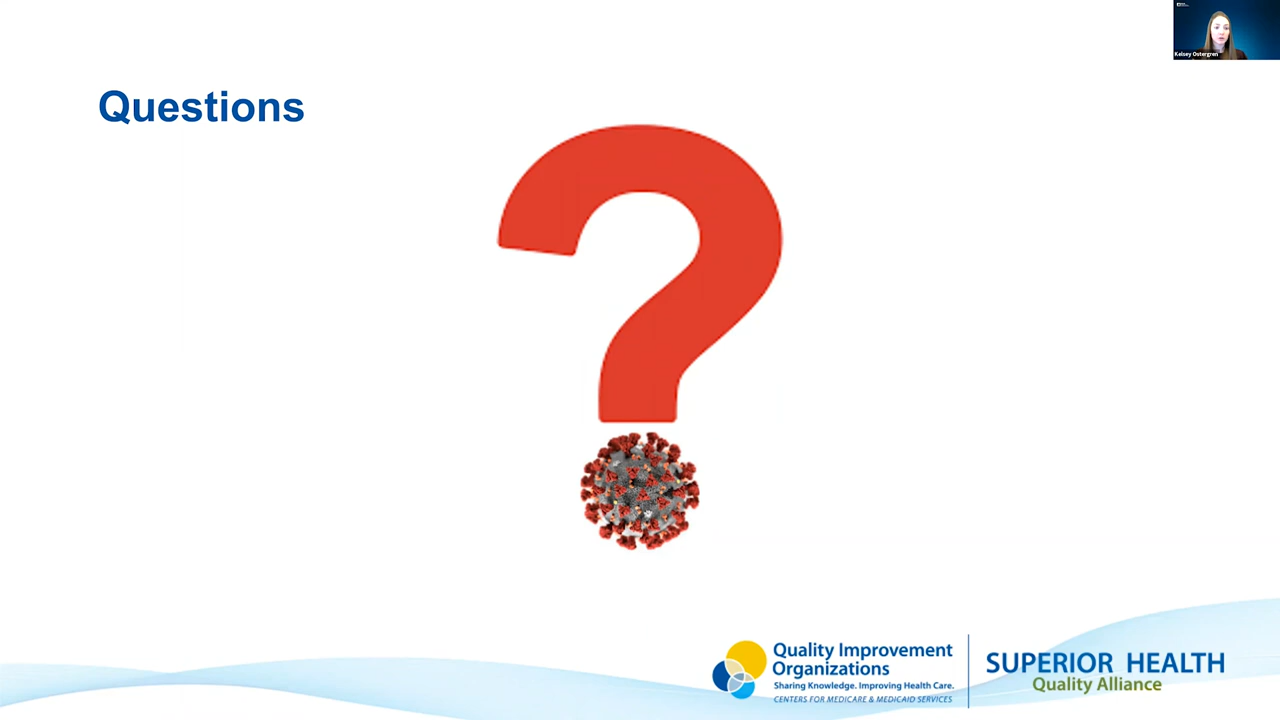 Kelsey Ostergren
Questions
Quality Improvement
Organizations
Sharing Knowledge. Improving Health Care.
CENTERS FOR MEDICARE & MEDICAID SERVICES
SUPERIOR HEALTH
Quality Alliance